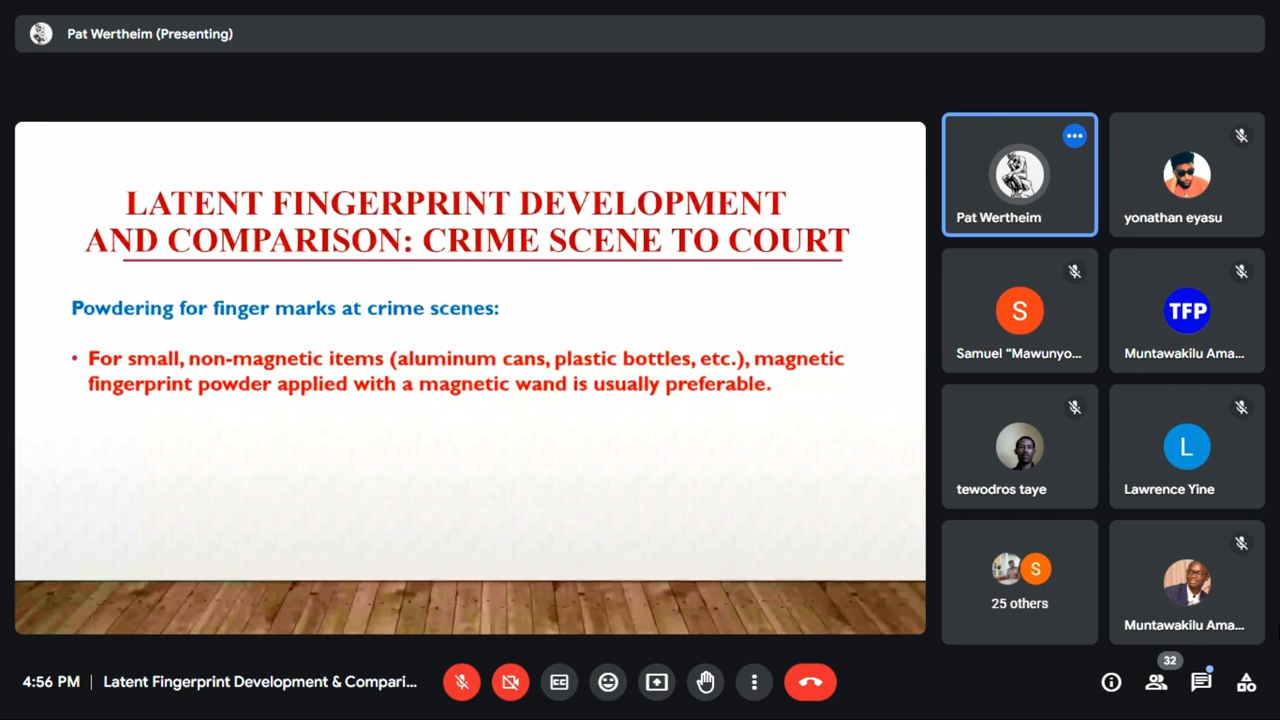 Pat Wertheim (Presenting)
LATENT FINGERPRINT DEVELOPMENT
AND COMPARISON: CRIME SCENE TO COURT
Powdering for finger marks at crime scenes:
• For small, non-magnetic items (aluminum cans, plastic bottles, etc.), magnetic
fingerprint powder applied with a magnetic wand is usually preferable.
Pat Wertheim
yonathan eyasu
S
Samuel “Mawunyo...
TFP
Muntawakilu Ama...
tewodros taye
L
Lawrence Yine
S
25 others
Muntawakilu Ama...
4:56 PM | Latent Fingerprint Development & Compari...
CC
32